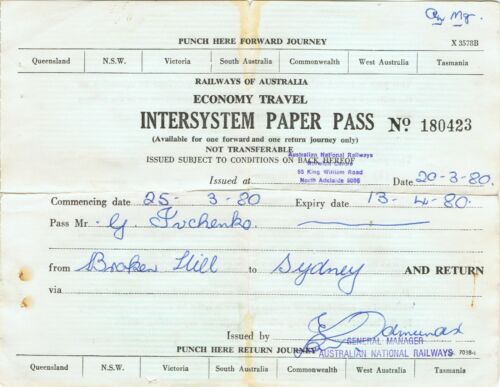 PUNCH HERE FORWARD JOURNEY X 3578B
Queensland N.S.W. Victoria South Australia Commonwealth West Australia Tasmania
RAILWAYS OF AUSTRALIA
ECONOMY TRAVEL
INTERSYSTEM PAPER PASS No 180423
(Available for one forward and one return journey only)
NOT TRANSFERABLE
Australian National Railways
ISSUED SUBJECT TO CONDITIONS ON BACK HEREOF
55 King William Road
North Adelaide 5006
Issued at Date 20-3-80.
Commencing date 25-3-80 Expiry date 13-4-80.
Pass Mr. G. Ivchenko.
from Broken Hill to Sydney AND RETURN
via
Issued by E Edmunds
GENERAL MANAGER
PUNCH HERE RETURN JOURNEY AUSTRALIAN NATIONAL RAILWAYS 7038-1
Queensland N.S.W. Victoria South Australia Commonwealth West Australia Tasmania